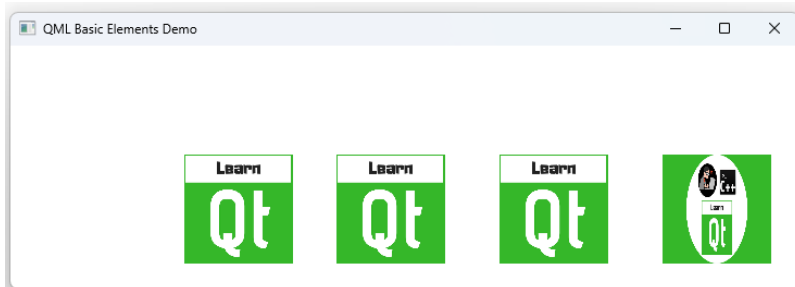 QML Basic Elements Demo
Learn Learn Learn
Qt Qt Qt
C++
Learn
Qt